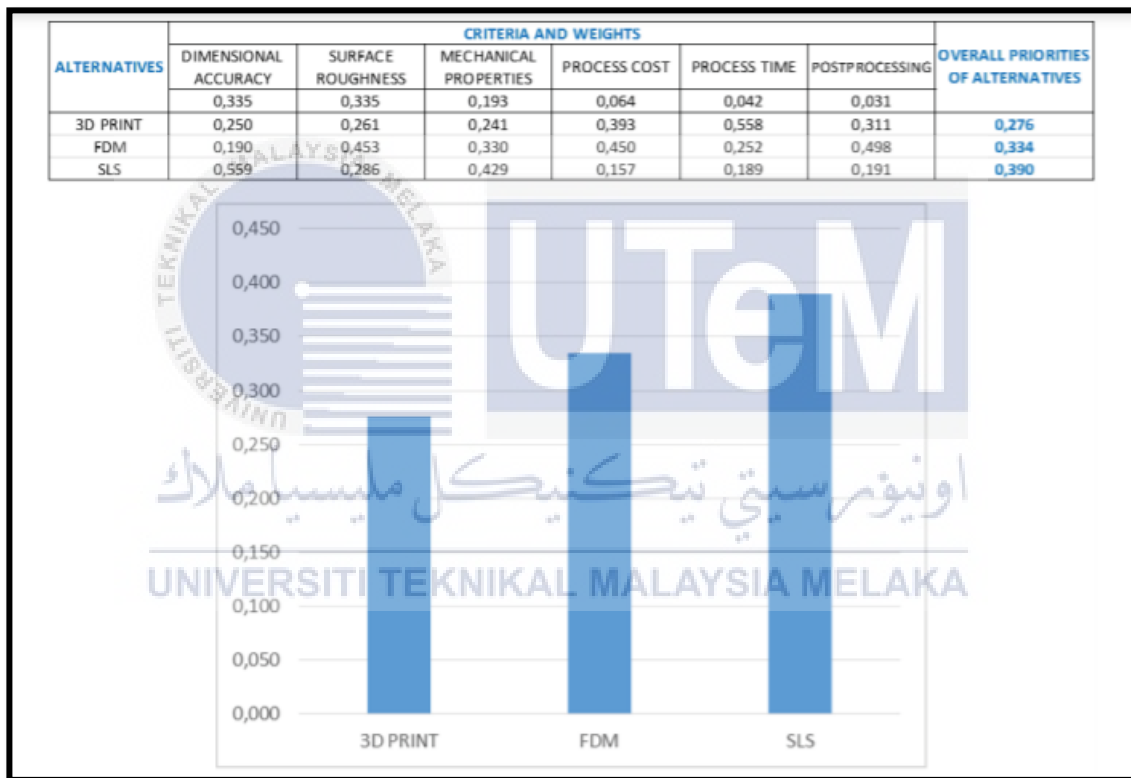 ALTERNATIVES CRITERIA AND WEIGHTS OVERALL PRIORITIES OF ALTERNATIVES
DIMENSIONAL ACCURACY SURFACE ROUGHNESS MECHANICAL PROPERTIES PROCESS COST PROCESS TIME POSTPROCESSING
0,335 0,335 0,193 0,064 0,042 0,031
3D PRINT 0,250 0,261 0,241 0,393 0,558 0,311 0,276
FDM 0,190 0,453 0,330 0,450 0,252 0,498 0,334
SLS 0,559 0,286 0,429 0,157 0,189 0,191 0,390
UNIVERSITI TEKNIKAL MALAYSIA MELAKA
UTeM
0,450
0,400
0,350
0,300
0,250
0,200
اونيۏرسيتي تيكنيكل مليسيا ملاك
0,150
UNIVERSITI TEKNIKAL MALAYSIA MELAKA
0,100
0,050
0,000
3D PRINT FDM SLS